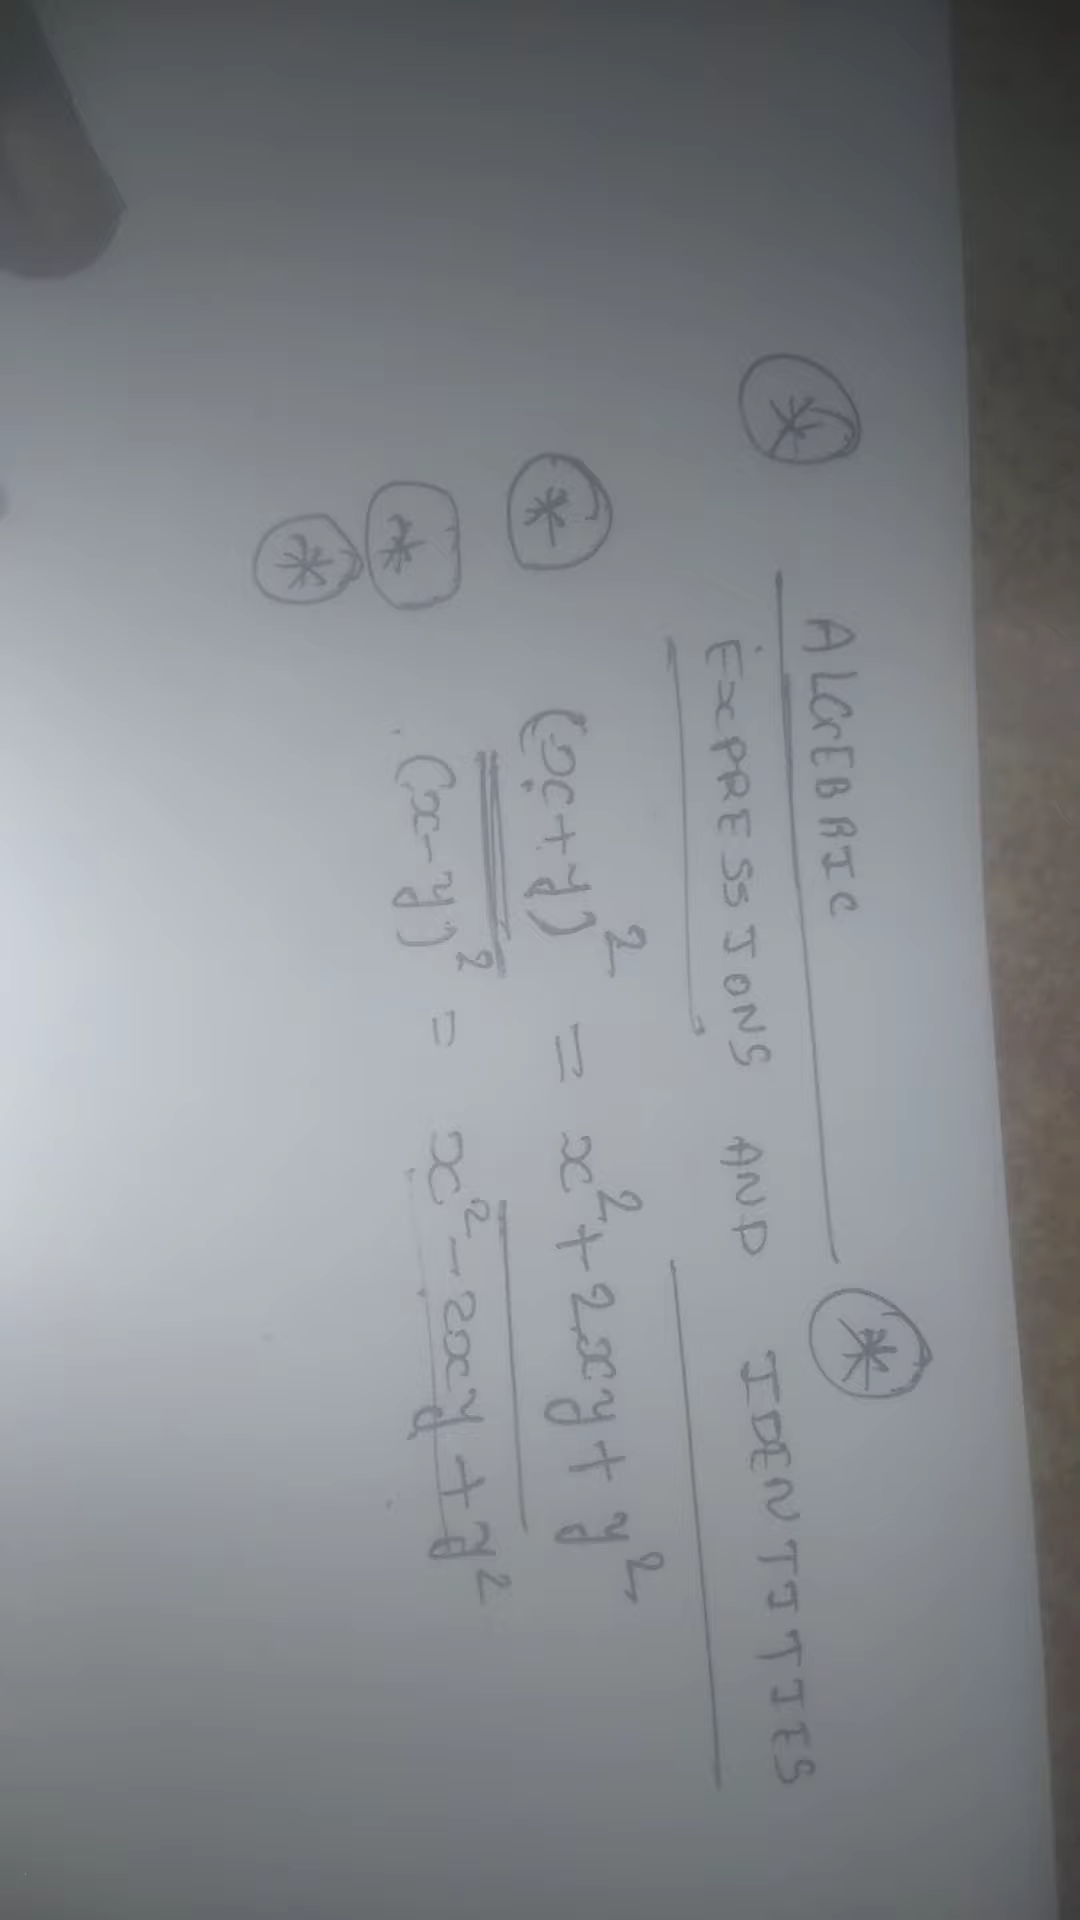 ALGEBRAIC
EXPRESSIONS AND IDENTITIES
(x+y)² = x² + 2xy + y²
(x-y)² = x² - 2xy + y²